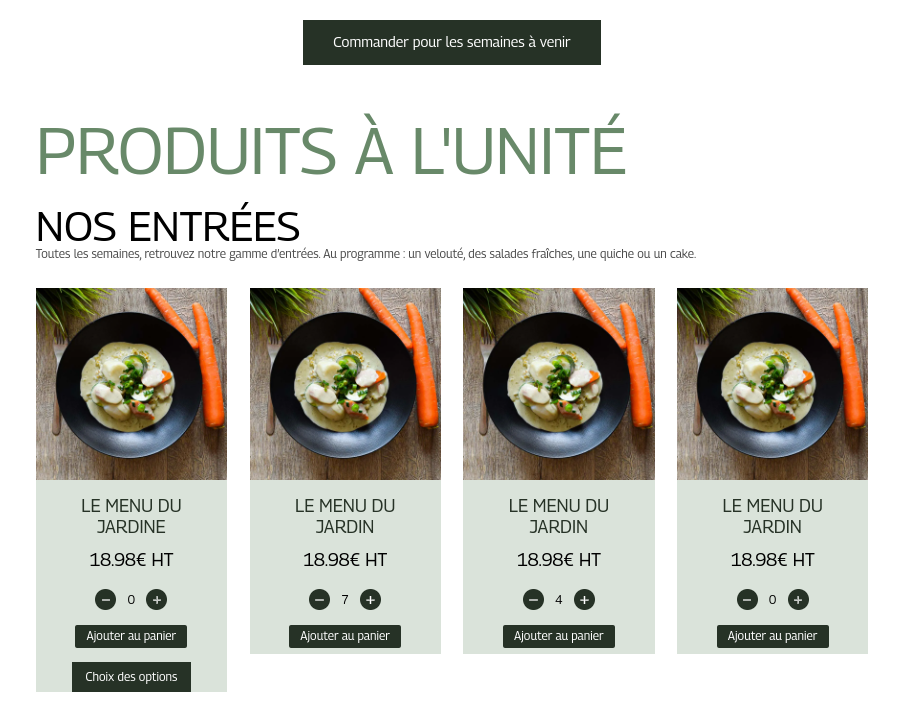 Commander pour les semaines à venir
PRODUITS À L'UNITÉ
NOS ENTRÉES
Toutes les semaines, retrouvez notre gamme d'entrées. Au programme : un velouté, des salades fraîches, une quiche ou un cake.
LE MENU DU
JARDINE
18.98€ HT
− 0 +
Ajouter au panier
Choix des options
LE MENU DU
JARDIN
18.98€ HT
− 7 +
Ajouter au panier
LE MENU DU
JARDIN
18.98€ HT
− 4 +
Ajouter au panier
LE MENU DU
JARDIN
18.98€ HT
− 0 +
Ajouter au panier